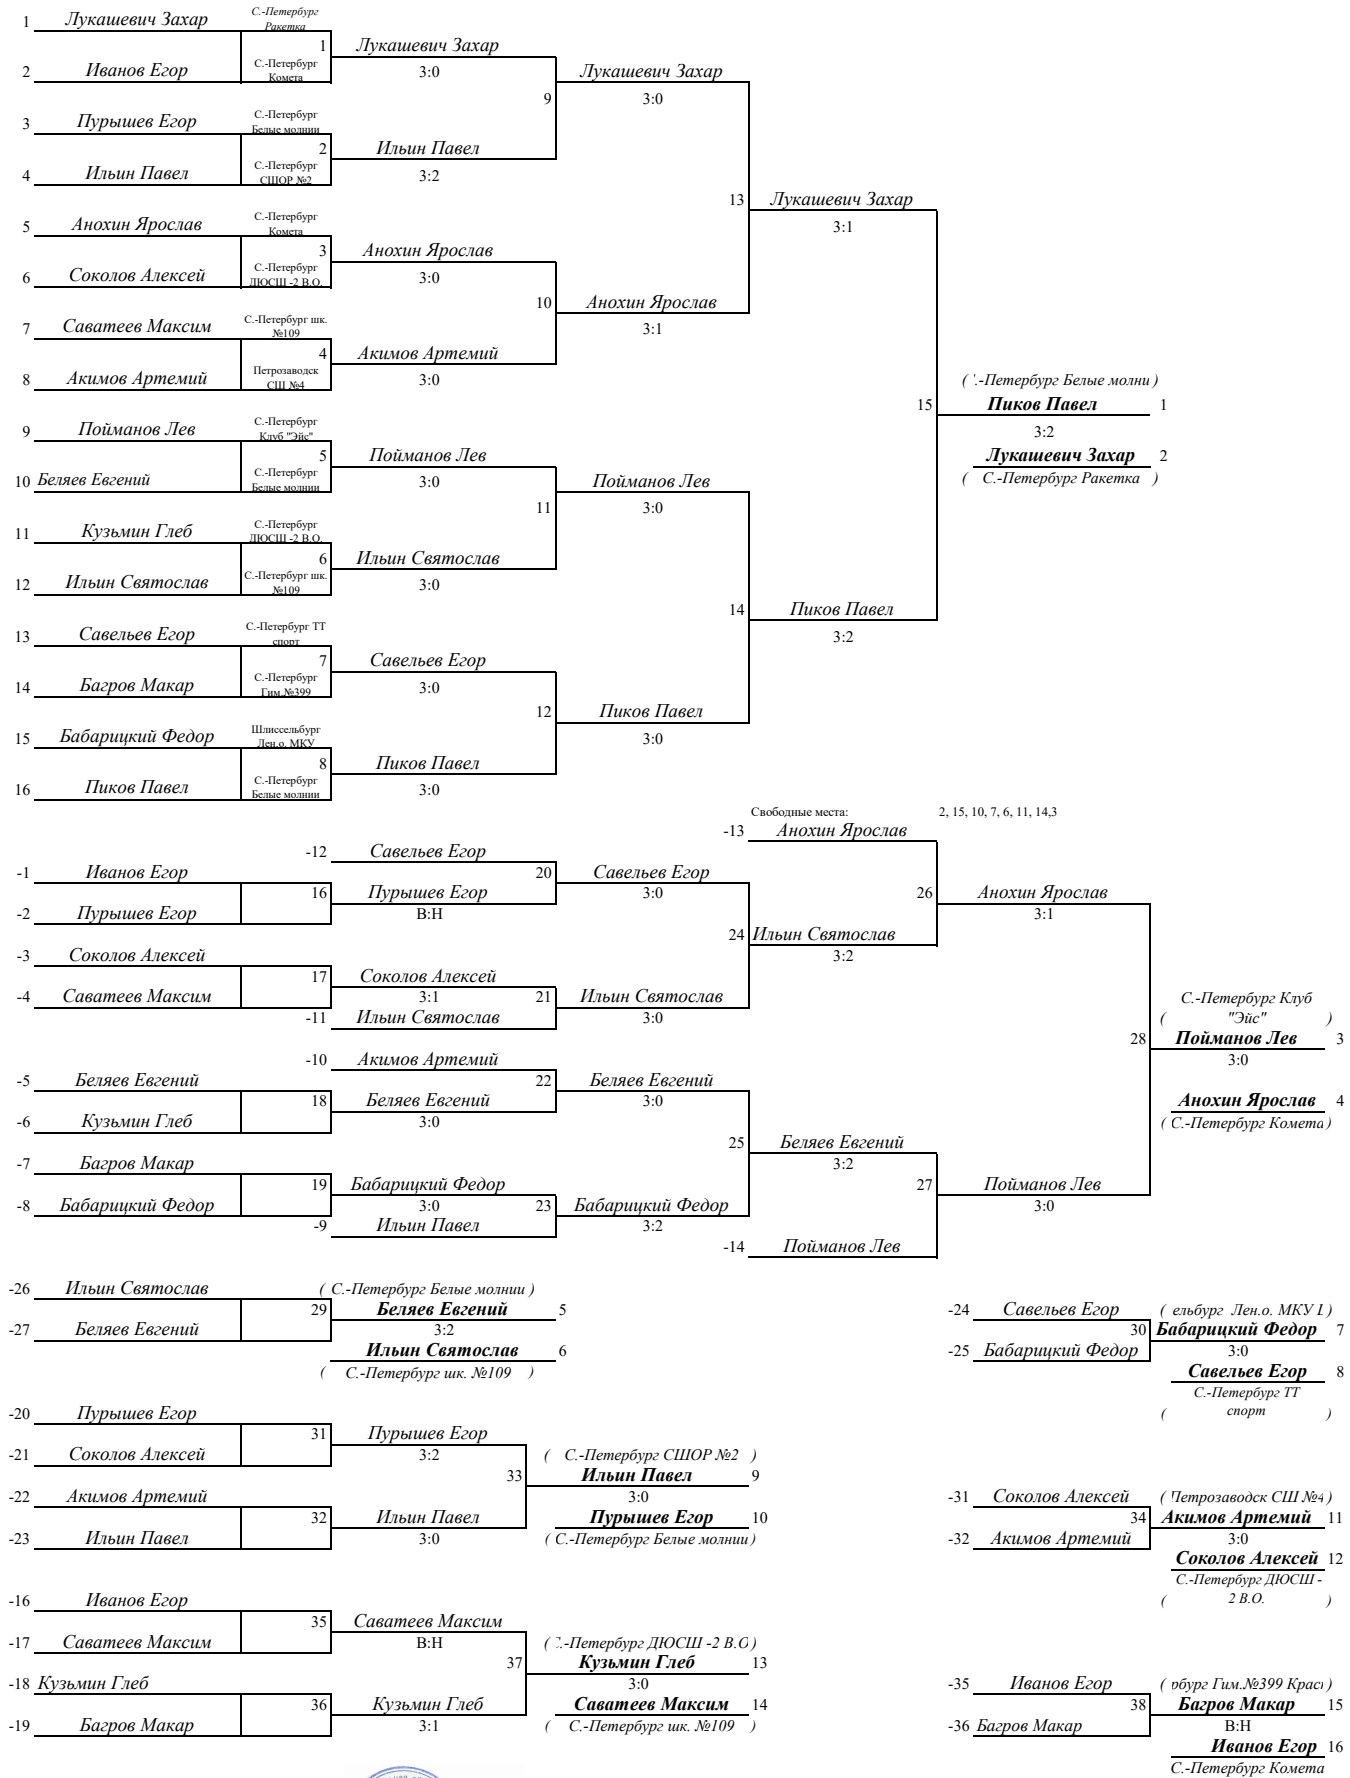 1 Лукашевич Захар С.-Петербург Ракетка
1 Лукашевич Захар
2 Иванов Егор С.-Петербург Комета
3:0
Лукашевич Захар
9 3:0
3 Пурышев Егор С.-Петербург Белые молнии
2 Ильин Павел
4 Ильин Павел С.-Петербург СШОР №2
3:2
13 Лукашевич Захар
3:1
5 Анохин Ярослав С.-Петербург Комета
3 Анохин Ярослав
6 Соколов Алексей С.-Петербург ДЮСШ -2 В.О.
3:0
10 Анохин Ярослав
3:1
7 Саватеев Максим С.-Петербург шк. №109
4 Акимов Артемий
8 Акимов Артемий Петрозаводск СШ №4
3:0
( '.-Петербург Белые молни )
15 Пиков Павел 1
3:2
Лукашевич Захар 2
( С.-Петербург Ракетка )
9 Пойманов Лев С.-Петербург Клуб "Эйс"
5 Пойманов Лев
10 Беляев Евгений С.-Петербург Белые молнии
3:0
Пойманов Лев
11 3:0
11 Кузьмин Глеб С.-Петербург ДЮСШ -2 В.О.
6 Ильин Святослав
12 Ильин Святослав С.-Петербург шк. №109
3:0
14 Пиков Павел
3:2
13 Савельев Егор С.-Петербург ТТ спорт
7 Савельев Егор
14 Багров Макар С.-Петербург Гим.№399
3:0
12 Пиков Павел
3:0
15 Бабарицкий Федор Шлиссельбург Лен.о. МКУ
8 Пиков Павел
16 Пиков Павел С.-Петербург Белые молнии
3:0
Свободные места: 2, 15, 10, 7, 6, 11, 14,3
-13 Анохин Ярослав
-12 Савельев Егор
-1 Иванов Егор
20 Савельев Егор
16 Пурышев Егор
3:0
-2 Пурышев Егор
В:Н
26 Анохин Ярослав
3:1
24 Ильин Святослав
3:2
-3 Соколов Алексей
17 Соколов Алексей
-4 Саватеев Максим
3:1
21 Ильин Святослав
-11 Ильин Святослав
3:0
С.-Петербург Клуб
( "Эйс" )
28 Пойманов Лев 3
3:0
Анохин Ярослав 4
( С.-Петербург Комета )
-10 Акимов Артемий
-5 Беляев Евгений
22 Беляев Евгений
18 Беляев Евгений
3:0
-6 Кузьмин Глеб
3:0
25 Беляев Евгений
3:2
-7 Багров Макар
19 Бабарицкий Федор
27 Пойманов Лев
-8 Бабарицкий Федор
3:0
23 Бабарицкий Федор
3:0
-9 Ильин Павел
3:2
-14 Пойманов Лев
-26 Ильин Святослав ( С.-Петербург Белые молнии )
29 Беляев Евгений 5
-27 Беляев Евгений
3:2
Ильин Святослав 6
( С.-Петербург шк. №109 )
-24 Савельев Егор ( ельбург Лен.о. МКУ I )
30 Бабарицкий Федор 7
-25 Бабарицкий Федор
3:0
Савельев Егор 8
С.-Петербург ТТ
( спорт )
-20 Пурышев Егор
31 Пурышев Егор
-21 Соколов Алексей
3:2
( С.-Петербург СШОР №2 )
33 Ильин Павел 9
3:0
-22 Акимов Артемий
32 Ильин Павел
Пурышев Егор 10
-23 Ильин Павел
3:0
( С.-Петербург Белые молнии )
-31 Соколов Алексей ( Петрозаводск СШ №4 )
34 Акимов Артемий 11
-32 Акимов Артемий
3:0
Соколов Алексей 12
С.-Петербург ДЮСШ -
( 2 В.О. )
-16 Иванов Егор
35 Саватеев Максим
-17 Саватеев Максим
В:Н
( .-Петербург ДЮСШ -2 В.О )
37 Кузьмин Глеб 13
3:0
-18 Кузьмин Глеб
36 Кузьмин Глеб
Саватеев Максим 14
-19 Багров Макар
3:1
( С.-Петербург шк. №109 )
-35 Иванов Егор ( рбург Гим.№399 Крас )
38 Багров Макар 15
-36 Багров Макар
В:Н
Иванов Егор 16
С.-Петербург Комета